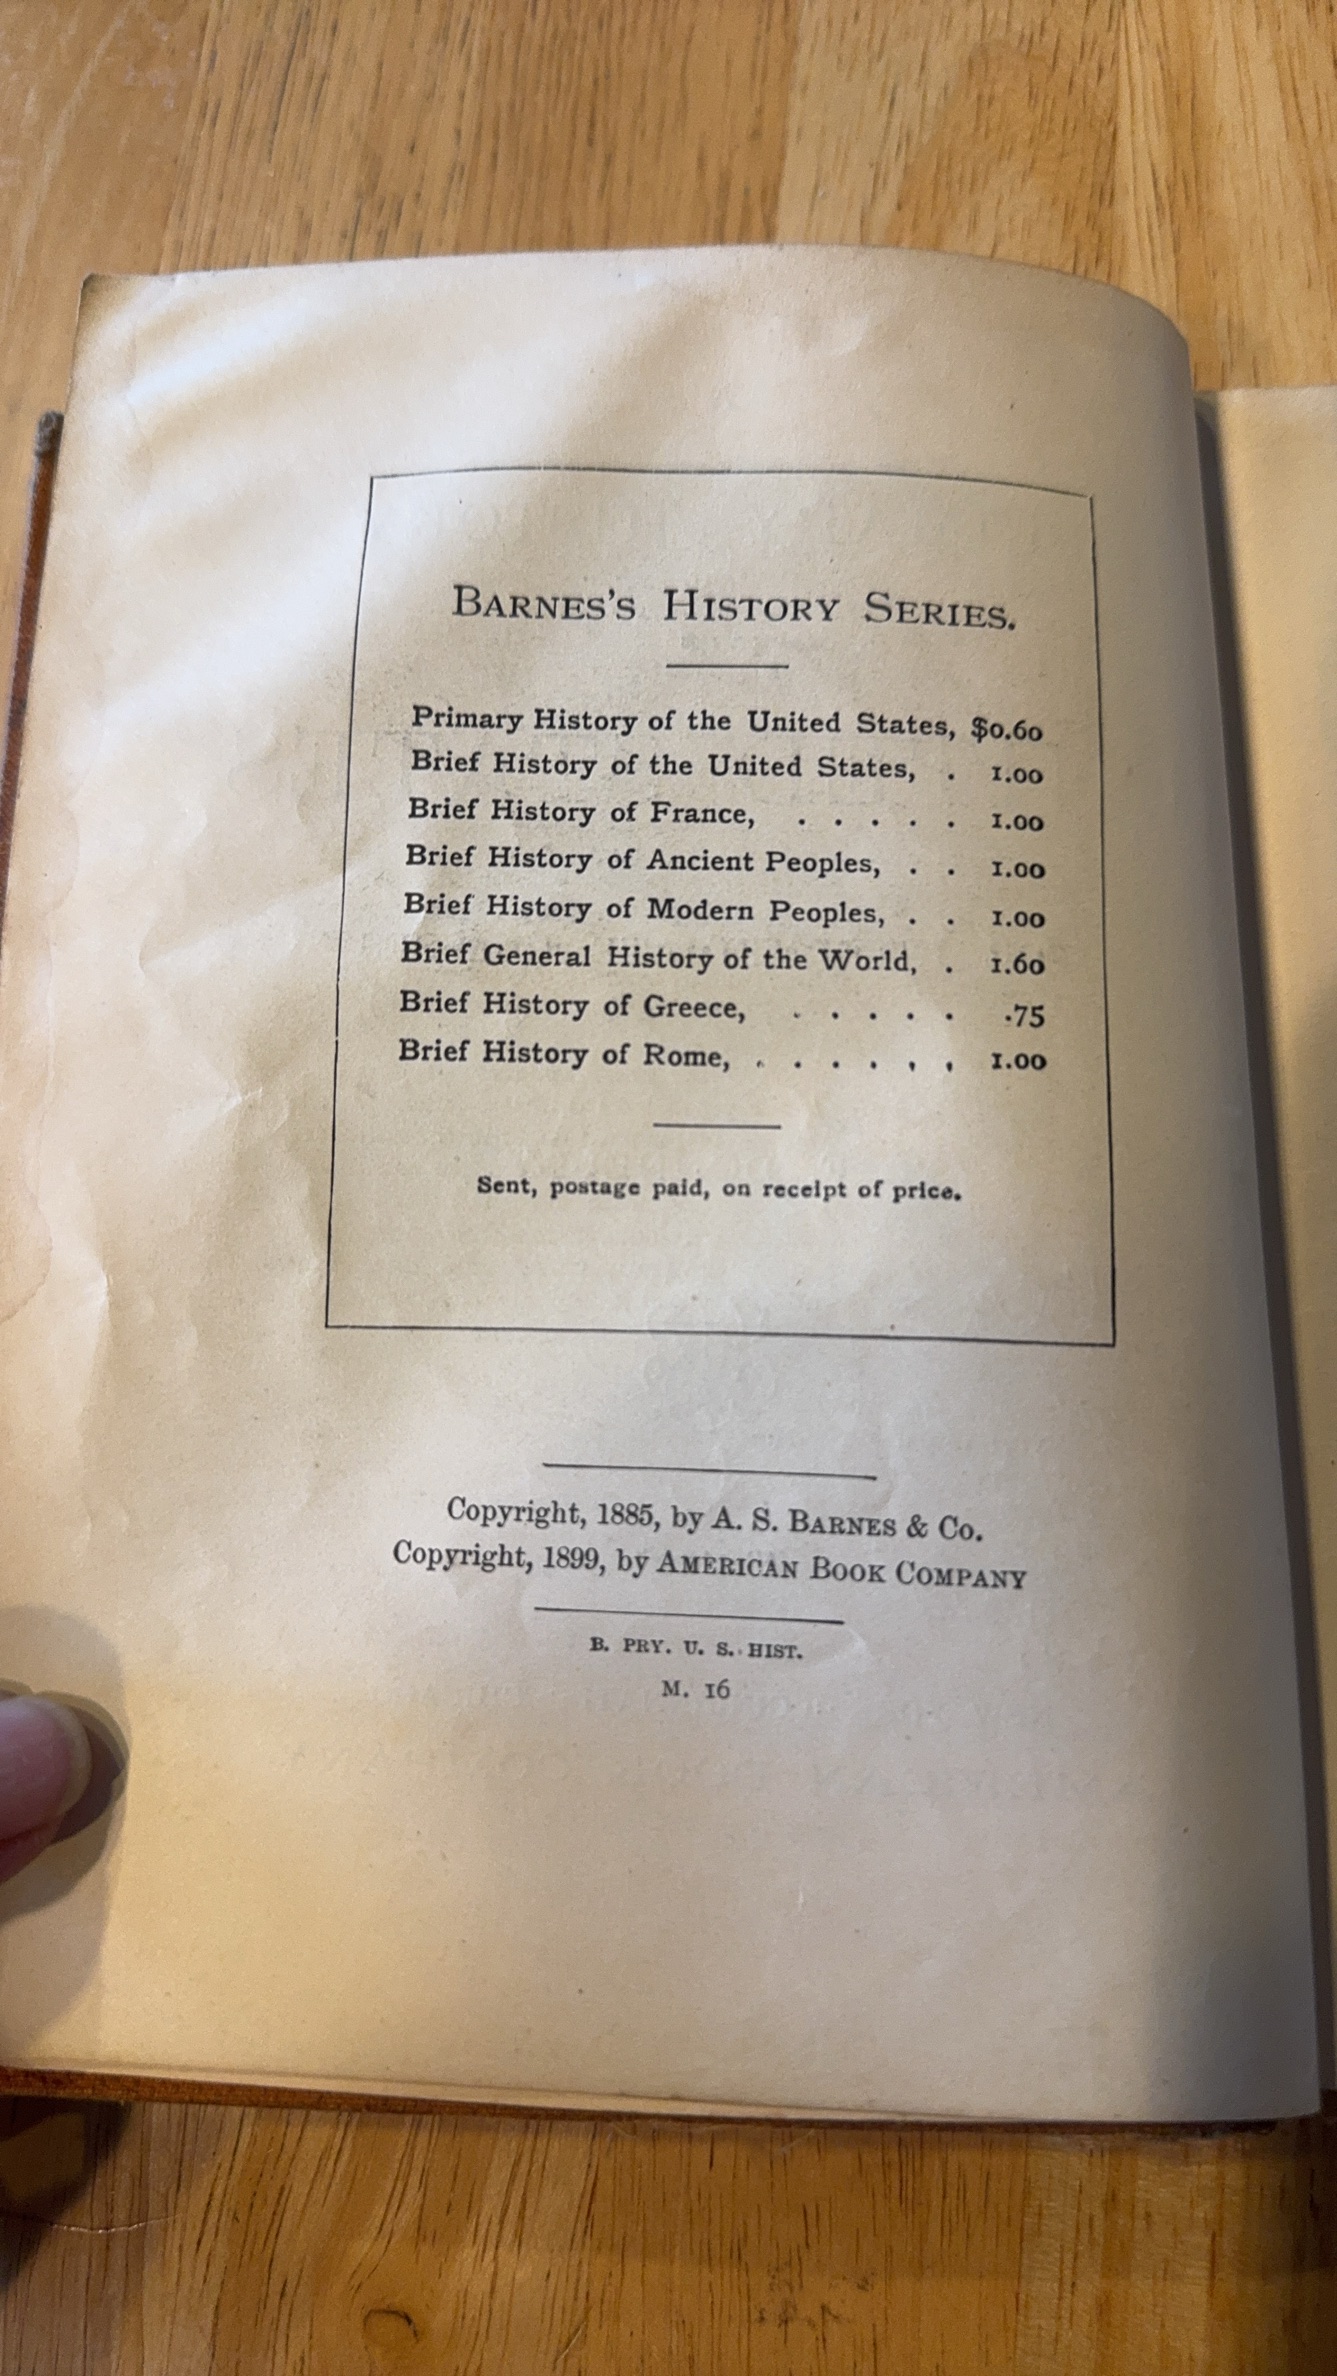 BARNES'S HISTORY SERIES.
Primary History of the United States, $0.60
Brief History of the United States, . 1.00
Brief History of France, . . . . . 1.00
Brief History of Ancient Peoples, . . 1.00
Brief History of Modern Peoples, . . 1.00
Brief General History of the World, . 1.60
Brief History of Greece, . . . . . .75
Brief History of Rome, . . . . . . 1.00
Sent, postage paid, on receipt of price.
Copyright, 1885, by A. S. BARNES & Co.
Copyright, 1899, by AMERICAN BOOK COMPANY
B. PRY. U. S. HIST.
M. 16